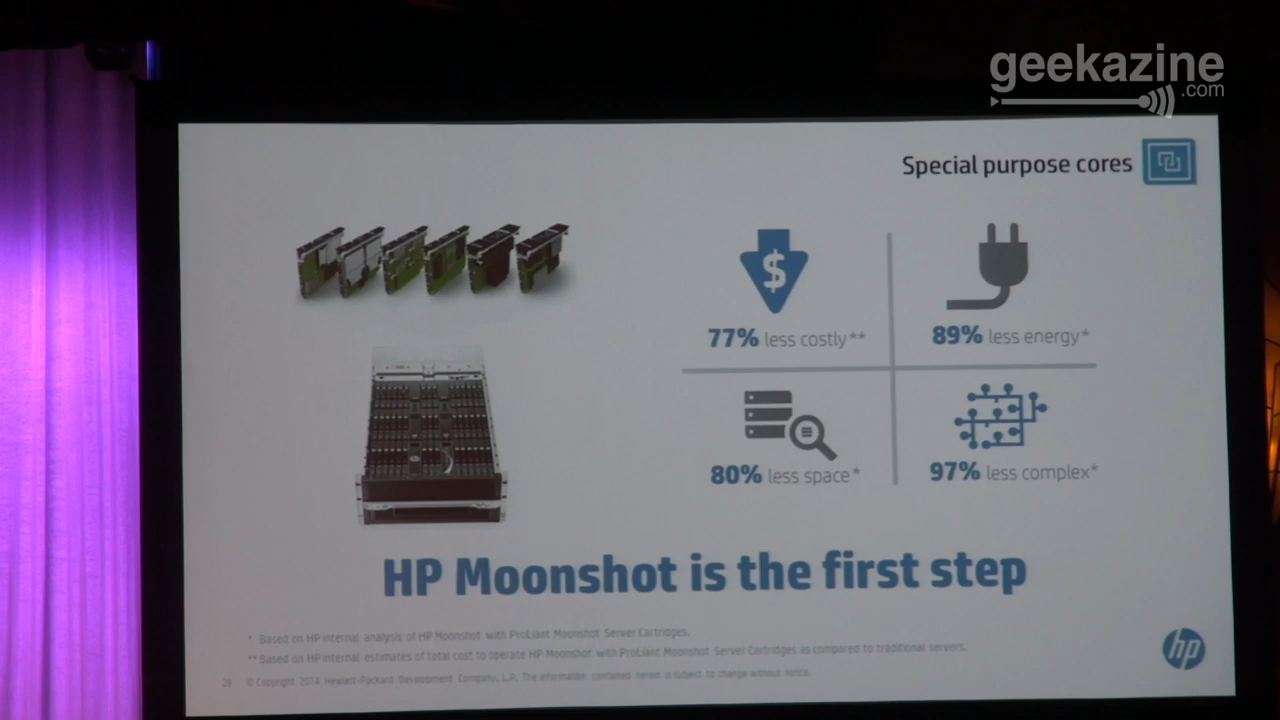 geekazine
.com
Special purpose cores
$
77% less costly**
89% less energy*
80% less space*
97% less complex*
HP Moonshot is the first step
* Based on HP internal analysis of HP Moonshot with ProLiant Moonshot Server Cartridges.
** Based on HP internal estimates of total cost to operate HP Moonshot with ProLiant Moonshot Server Cartridges as compared to traditional servers.
29 © Copyright 2014 Hewlett-Packard Development Company, L.P. The information contained herein is subject to change without notice.
hp